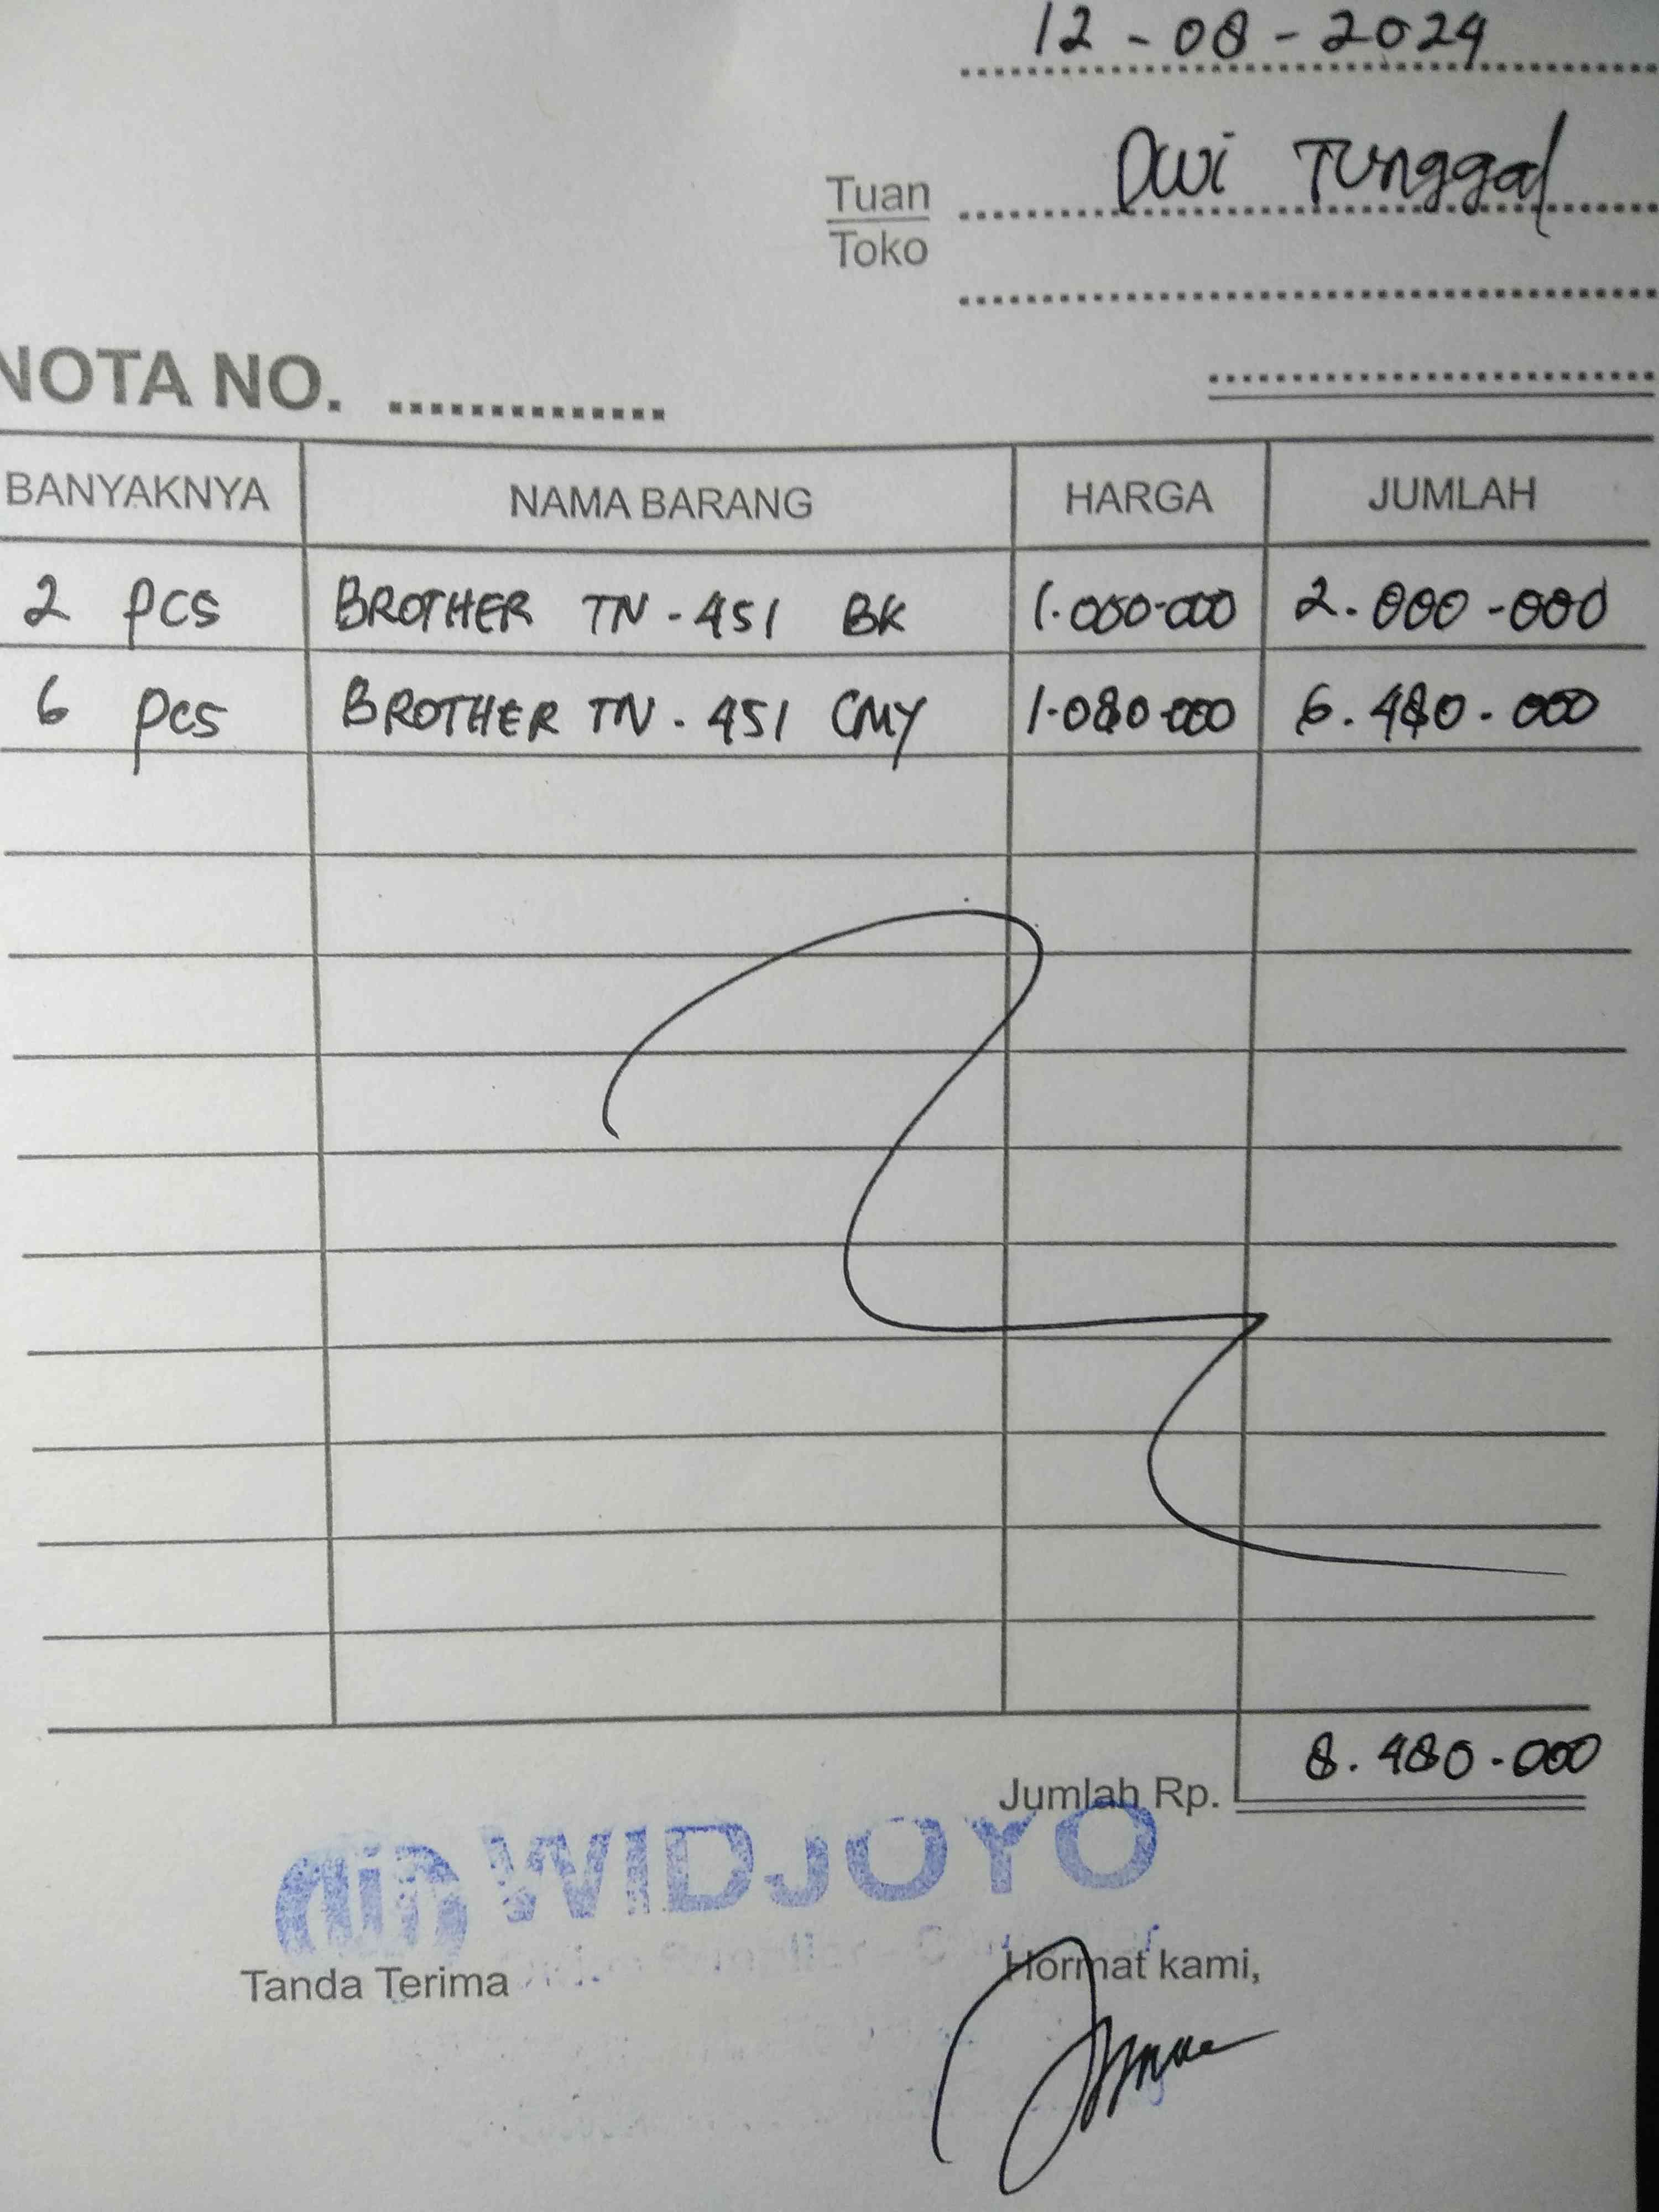 12 - 08 - 2024
Tuan
Toko
Dwi Tunggal
NOTA NO. ..............
BANYAKNYA NAMA BARANG HARGA JUMLAH
2 pcs BROTHER TN - 451 BK 1.000.000 2.000.000
6 pcs BROTHER TN - 451 CMY 1.080.000 6.480.000
Jumlah Rp. 8.480.000
WIDJOYO
Tanda Terima Hormat kami,